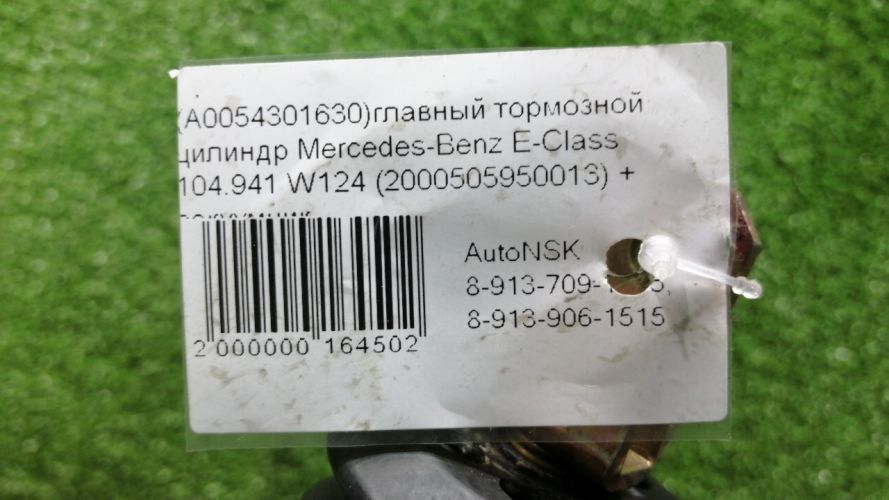 (A0054301630)главный тормозной
цилиндр Mercedes-Benz E-Class
104.941 W124 (2000505950013) +
AutoNSK
8-913-709-
8-913-906-1515
2 000000 164502